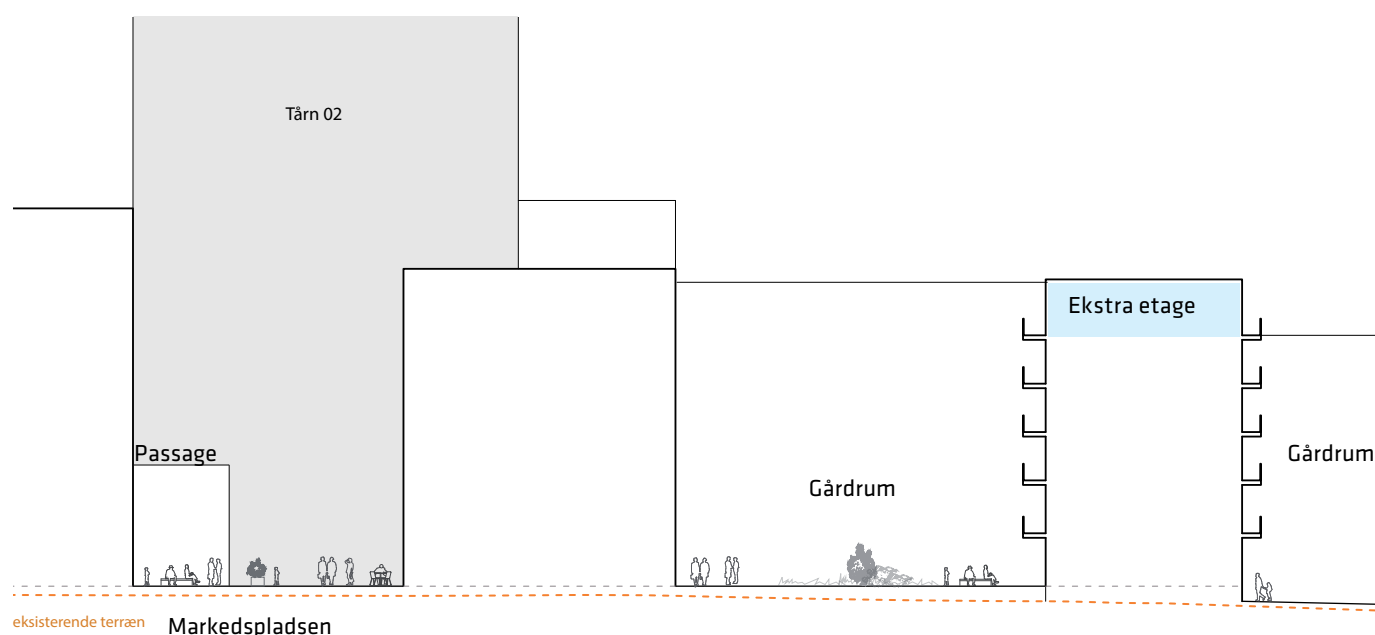 Tårn 02
Ekstra etage
Passage
Gårdrum
Gårdrum
eksisterende terræn
Markedspladsen